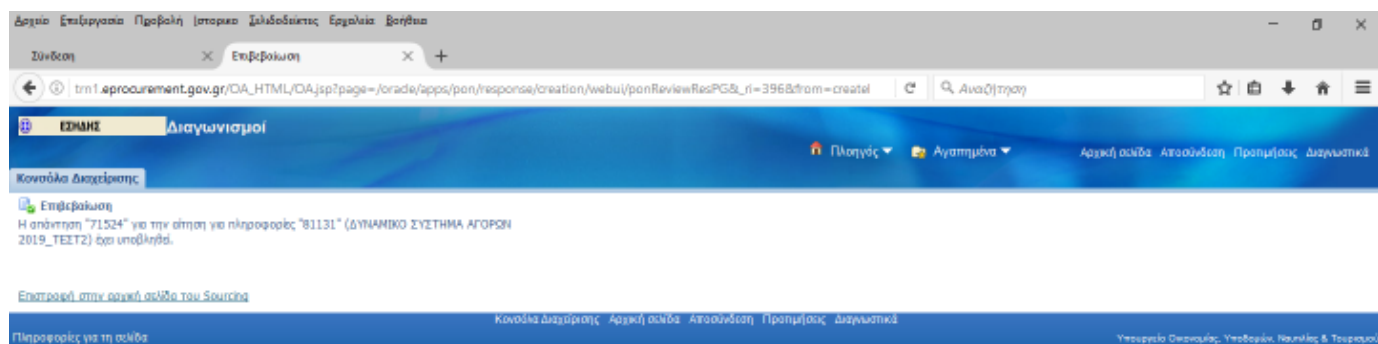 Αρχείο Επεξεργασία Προβολή Ιστορικό Σελιδοδείκτες Εργαλεία Βοήθεια
Σύνδεση Επιβεβαίωση
trn1.eprocurement.gov.gr/OA_HTML/OA.jsp?page=/oracle/apps/pon/response/creation/webui/ponReviewResPG&_ri=396&from=createl Αναζήτηση
ΕΣΗΔΗΣ Διαγωνισμοί
Πλοηγός Αγαπημένα Αρχική σελίδα Αποσύνδεση Προτιμήσεις Διαγνωστικά
Κονσόλα Διαχείρισης
Επιβεβαίωση
Η απάντηση "71524" για την αίτηση για πληροφορίες "81131" (ΔΥΝΑΜΙΚΟ ΣΥΣΤΗΜΑ ΑΓΟΡΩΝ
2019_ΤΕΣΤ2) έχει υποβληθεί.
Επιστροφή στην αρχική σελίδα του Sourcing
Κονσόλα Διαχείρισης Αρχική σελίδα Αποσύνδεση Προτιμήσεις Διαγνωστικά
Πληροφορίες για τη σελίδα Υπουργείο Οικονομίας, Υποδομών, Ναυτιλίας & Τουρισμού